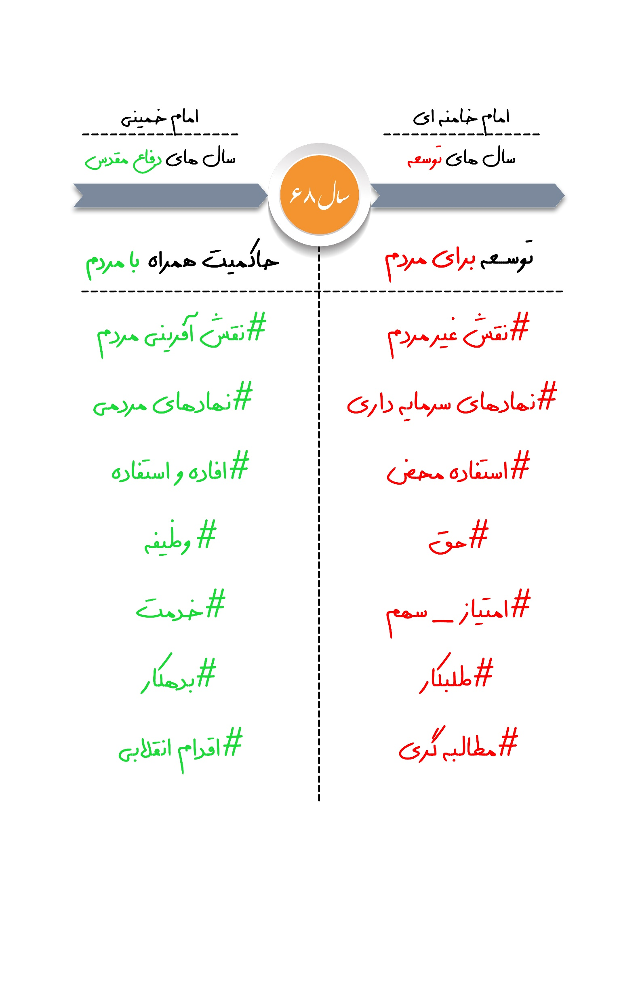 امام خامنه ای
امام خمینی
سال های توسعه
سال های دفاع مقدس
سال ۶۸
توسعه برای مردم
حاکمیت همراه با مردم
#نقش غیر مردم
#نقش آفرینی مردم
#نهادهای سرمایه داری
#نهادهای مردمی
#استفاده محض
#افاده و استفاده
#حق
# وظیفه
#امتیاز _ سهم
#خدمت
#طلبکار
#بدهکار
#مطالبه گری
#اقدام انقلابی